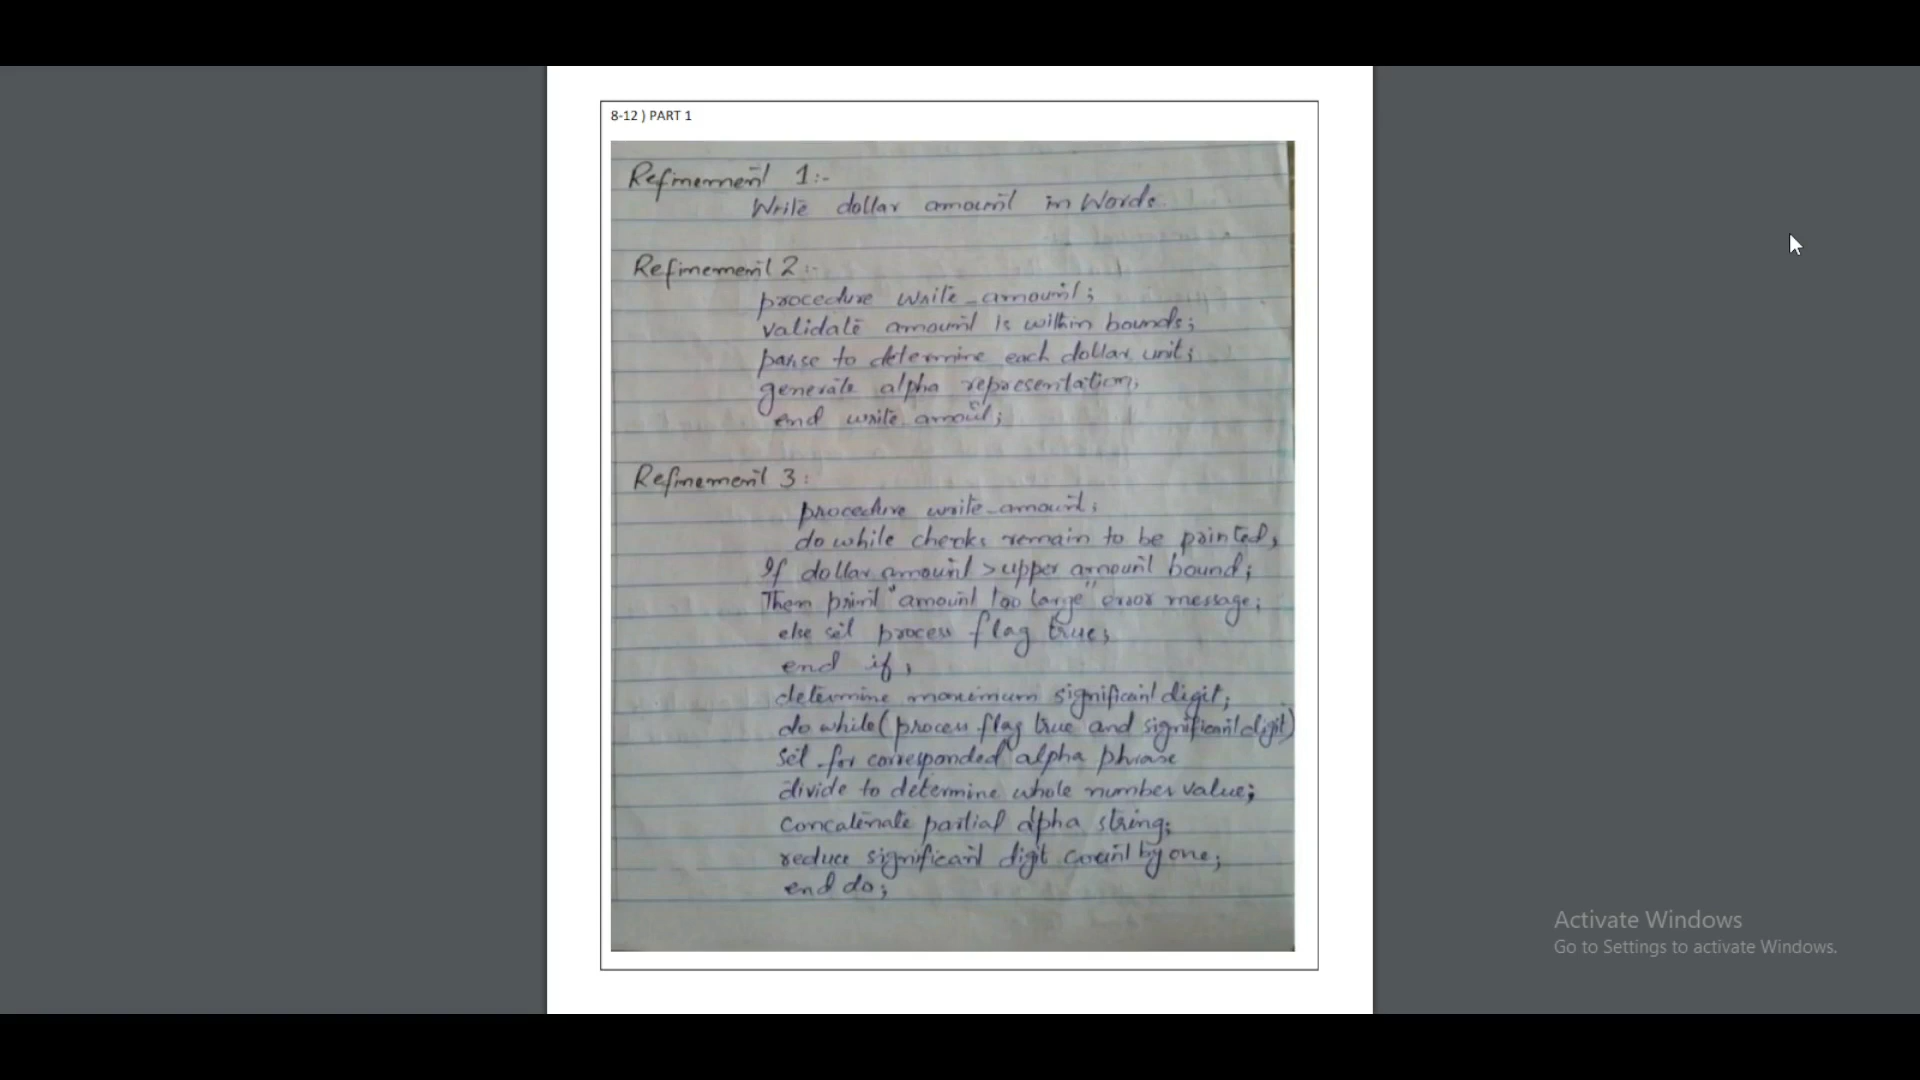 8-12 ) PART 1
Refinement 1:-
Write dollar amount in Words.
Refinement 2:-
procedure write_amount;
validate amount is within bounds;
parse to determine each dollar unit;
generate alpha representation;
end write amout;
Refinement 3:
procedure write_amount;
do while checks remain to be printed;
If dollar amount > upper amount bound;
Then print "amount too large" error message;
else set process flag true;
end if;
determine maximum significant digit;
do while (process flag true and significant digit)
set for corresponded alpha phrase
divide to determine whole number value;
concatenate partial alpha string;
reduce significant digit count by one;
end do;
Activate Windows
Go to Settings to activate Windows.